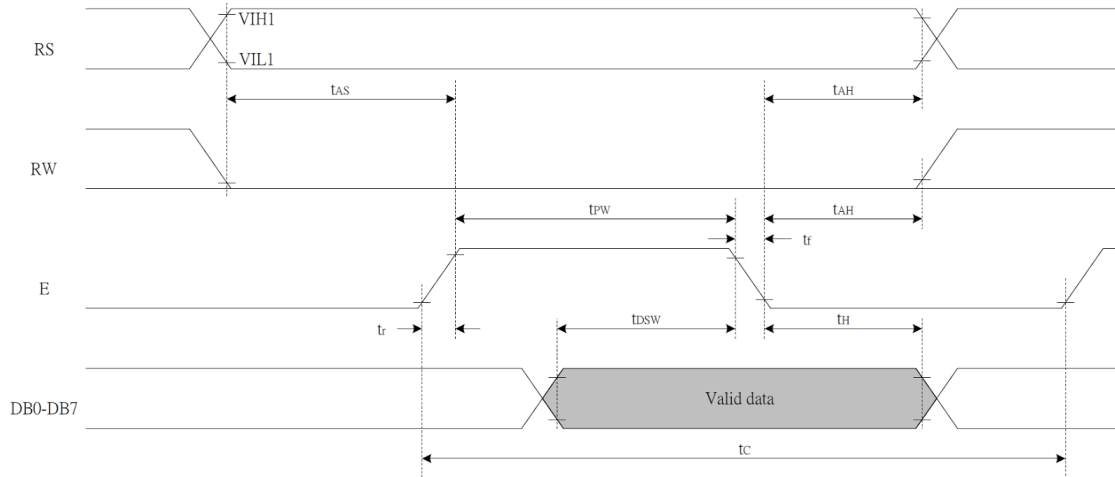 RS
VIH1
VIL1
tAS
tAH
RW
tPW
tAH
tf
E
tr
tDSW
tH
DB0-DB7
Valid data
tC